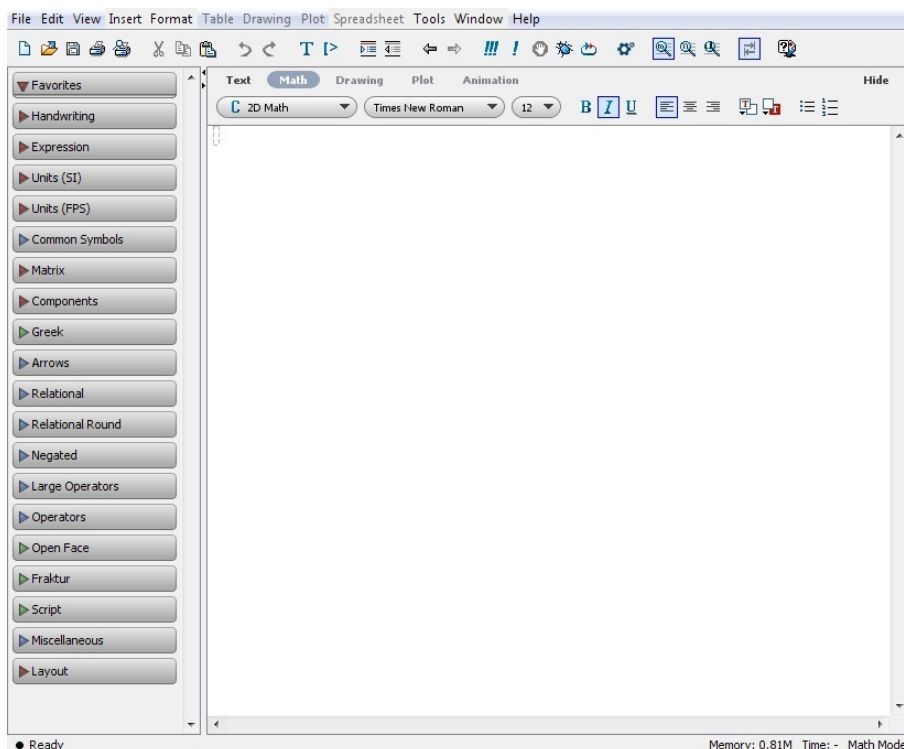 File Edit View Insert Format Table Drawing Plot Spreadsheet Tools Window Help
Favorites
Handwriting
Expression
Units (SI)
Units (FPS)
Common Symbols
Matrix
Components
Greek
Arrows
Relational
Relational Round
Negated
Large Operators
Operators
Open Face
Fraktur
Script
Miscellaneous
Layout
Text Math Drawing Plot Animation Hide
C 2D Math Times New Roman 12 B I U
Ready Memory: 0.81M Time: - Math Mode